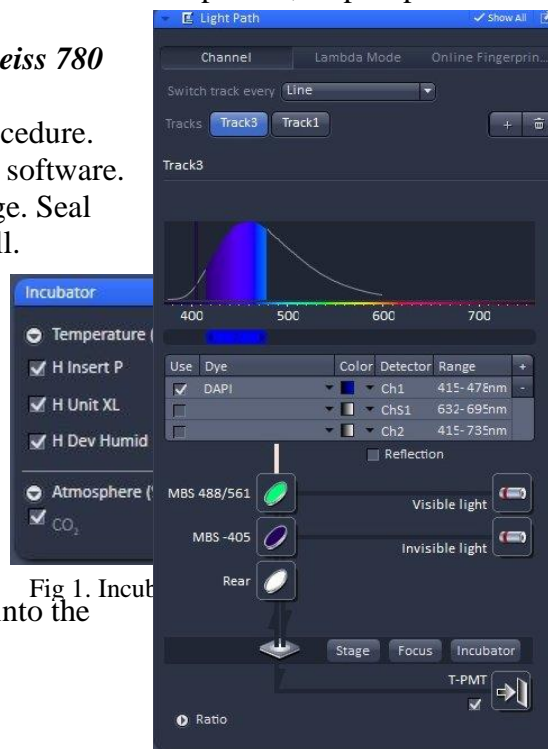 eiss 780
cedure.
software.
ge. Seal
ll.
Incubator
Temperature (
H Insert P
H Unit XL
H Dev Humid
Atmosphere (
CO2
Fig 1. Incub
into the
Light Path
Show All
Channel Lambda Mode Online Fingerprin...
Switch track every Line
Tracks Track3 Track1 +
Track3
400 500 600 700
Use Dye Color Detector Range +
DAPI Ch1 415-478nm -
ChS1 632-695nm
Ch2 415-735nm
Reflection
MBS 488/561
Visible light
MBS -405
Invisible light
Rear
Stage Focus Incubator
T-PMT
Ratio